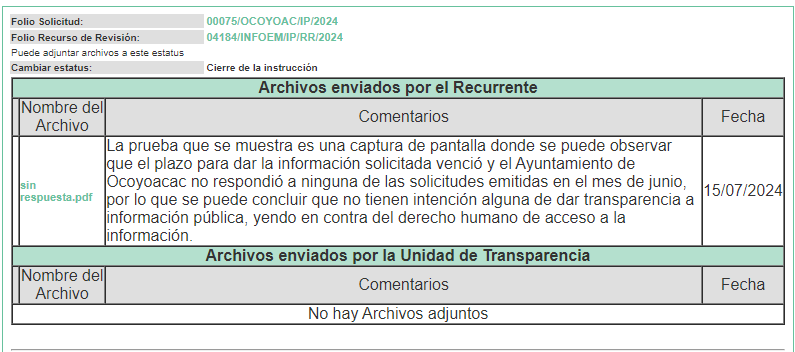 Folio Solicitud: 00075/OCOYOAC/IP/2024
Folio Recurso de Revisión: 04184/INFOEM/IP/RR/2024
Puede adjuntar archivos a este estatus
Cambiar estatus: Cierre de la instrucción
Archivos enviados por el Recurrente
Nombre del Archivo Comentarios Fecha
sin respuesta.pdf
La prueba que se muestra es una captura de pantalla donde se puede observar
que el plazo para dar la información solicitada venció y el Ayuntamiento de
Ocoyoacac no respondió a ninguna de las solicitudes emitidas en el mes de junio,
por lo que se puede concluir que no tienen intención alguna de dar transparencia a
información pública, yendo en contra del derecho humano de acceso a la
información.
15/07/2024
Archivos enviados por la Unidad de Transparencia
Nombre del Archivo Comentarios Fecha
No hay Archivos adjuntos